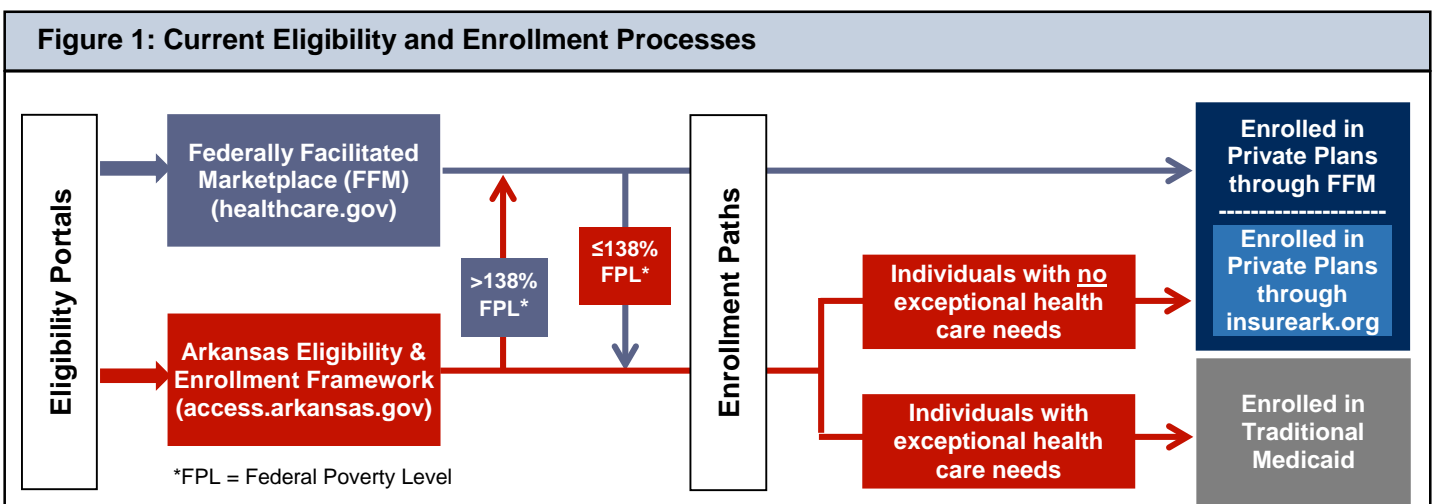 Figure 1: Current Eligibility and Enrollment Processes
Eligibility Portals
Federally Facilitated
Marketplace (FFM)
(healthcare.gov)
Arkansas Eligibility &
Enrollment Framework
(access.arkansas.gov)
*FPL = Federal Poverty Level
>138%
FPL*
≤138%
FPL*
Enrollment Paths
Individuals with no
exceptional health
care needs
Individuals with
exceptional health
care needs
Enrolled in
Private Plans
through FFM
---------------------
Enrolled in
Private Plans
through
insureark.org
Enrolled in
Traditional
Medicaid